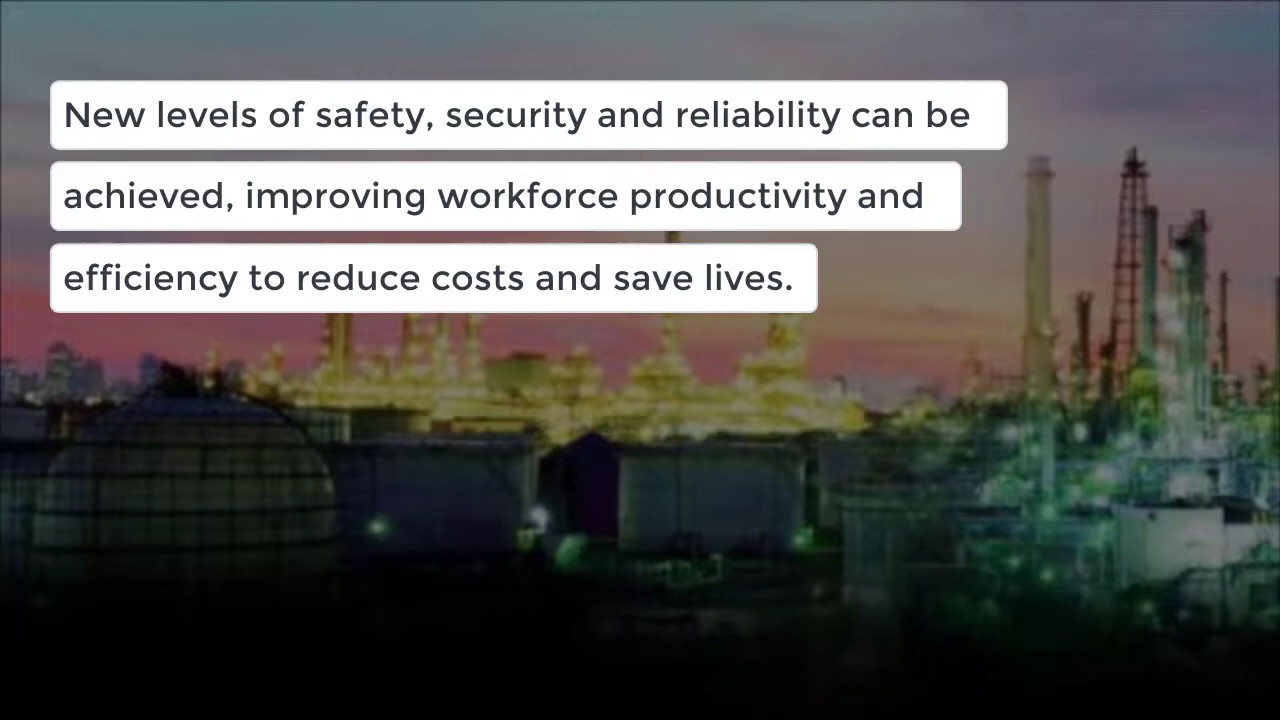 New levels of safety, security and reliability can be
achieved, improving workforce productivity and
efficiency to reduce costs and save lives.